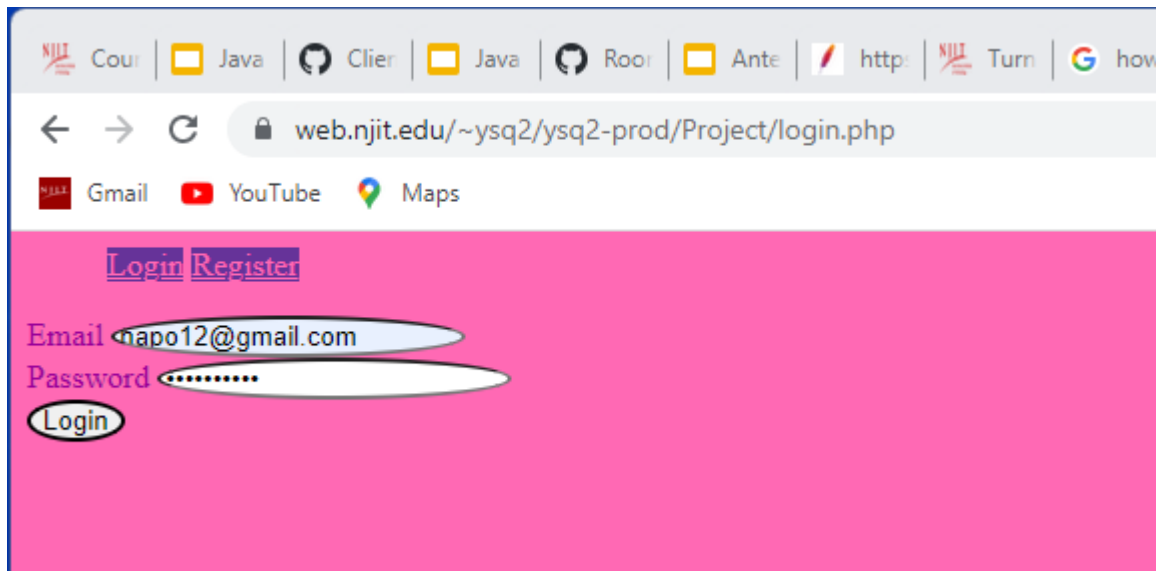 Cour Java Clien Java Roor Ante https Turn how
web.njit.edu/~ysq2/ysq2-prod/Project/login.php
NJIT Gmail YouTube Maps
Login Register
Email napo12@gmail.com
Password ••••••••••
Login